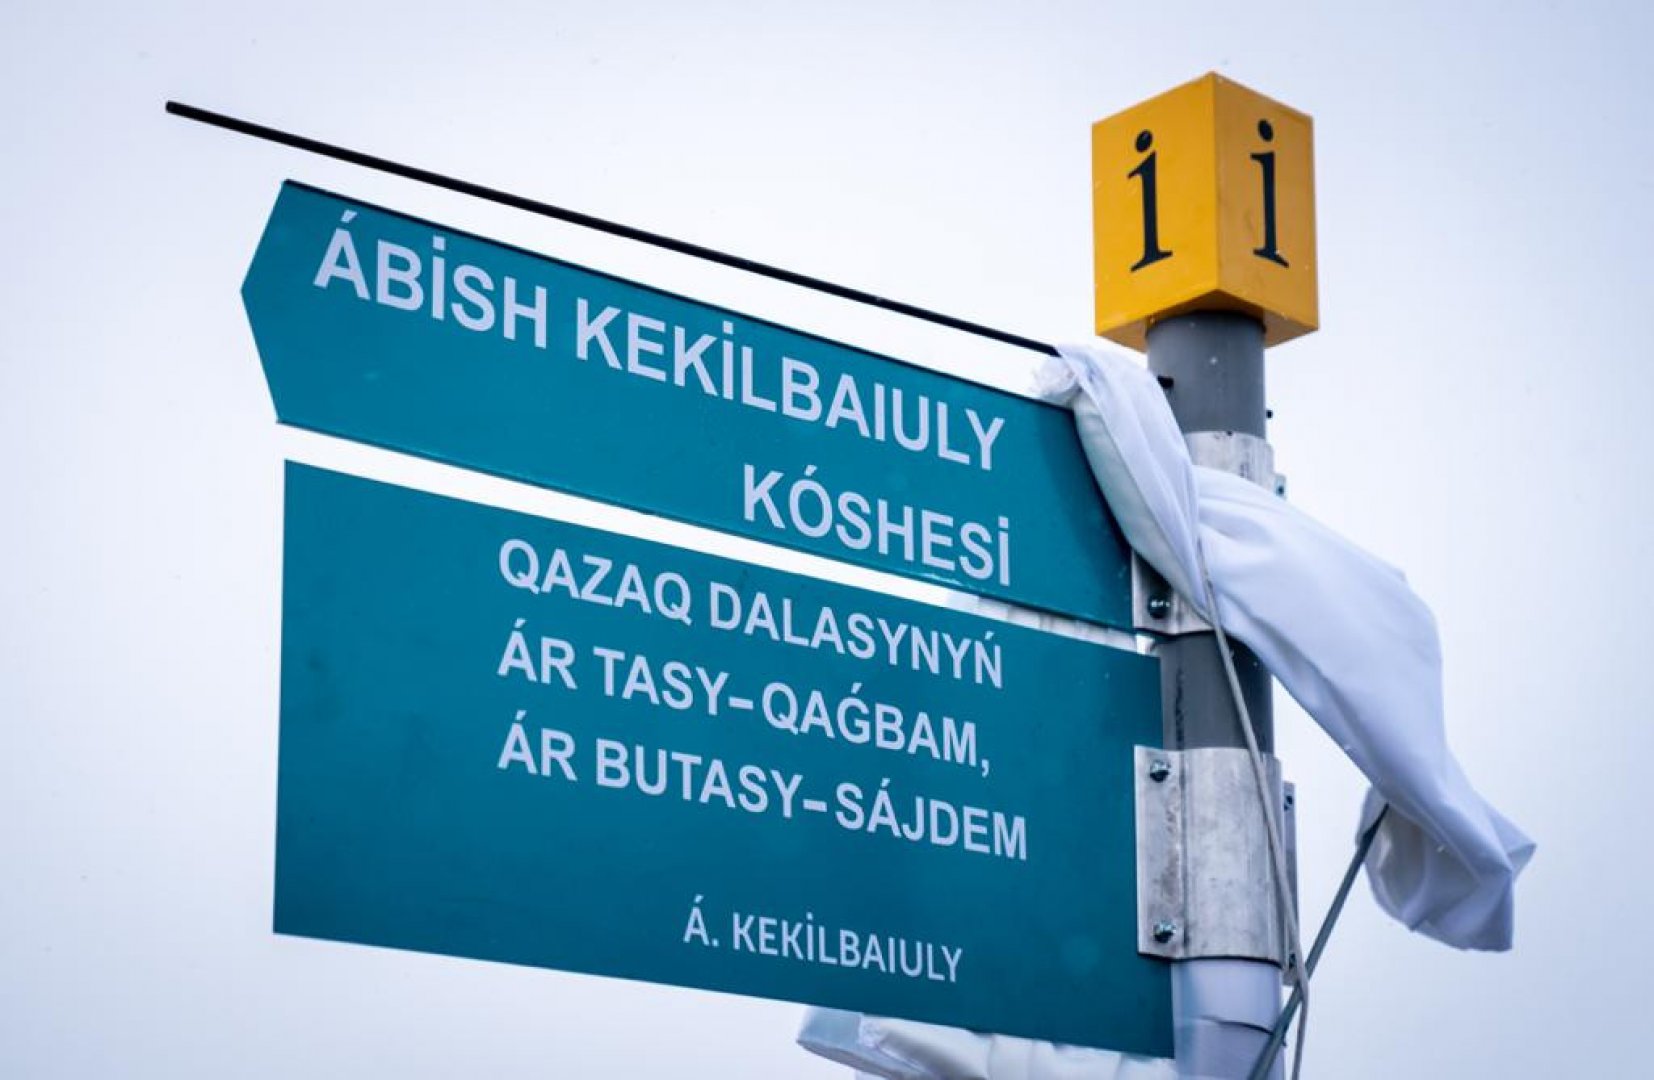 i i
ÁBİSH KEKİLBAIULY
KÓSHESİ
QAZAQ DALASYNYŃ
ÁR TASY-QAǴBAM,
ÁR BUTASY-SÁJDEM
Á. KEKİLBAIULY